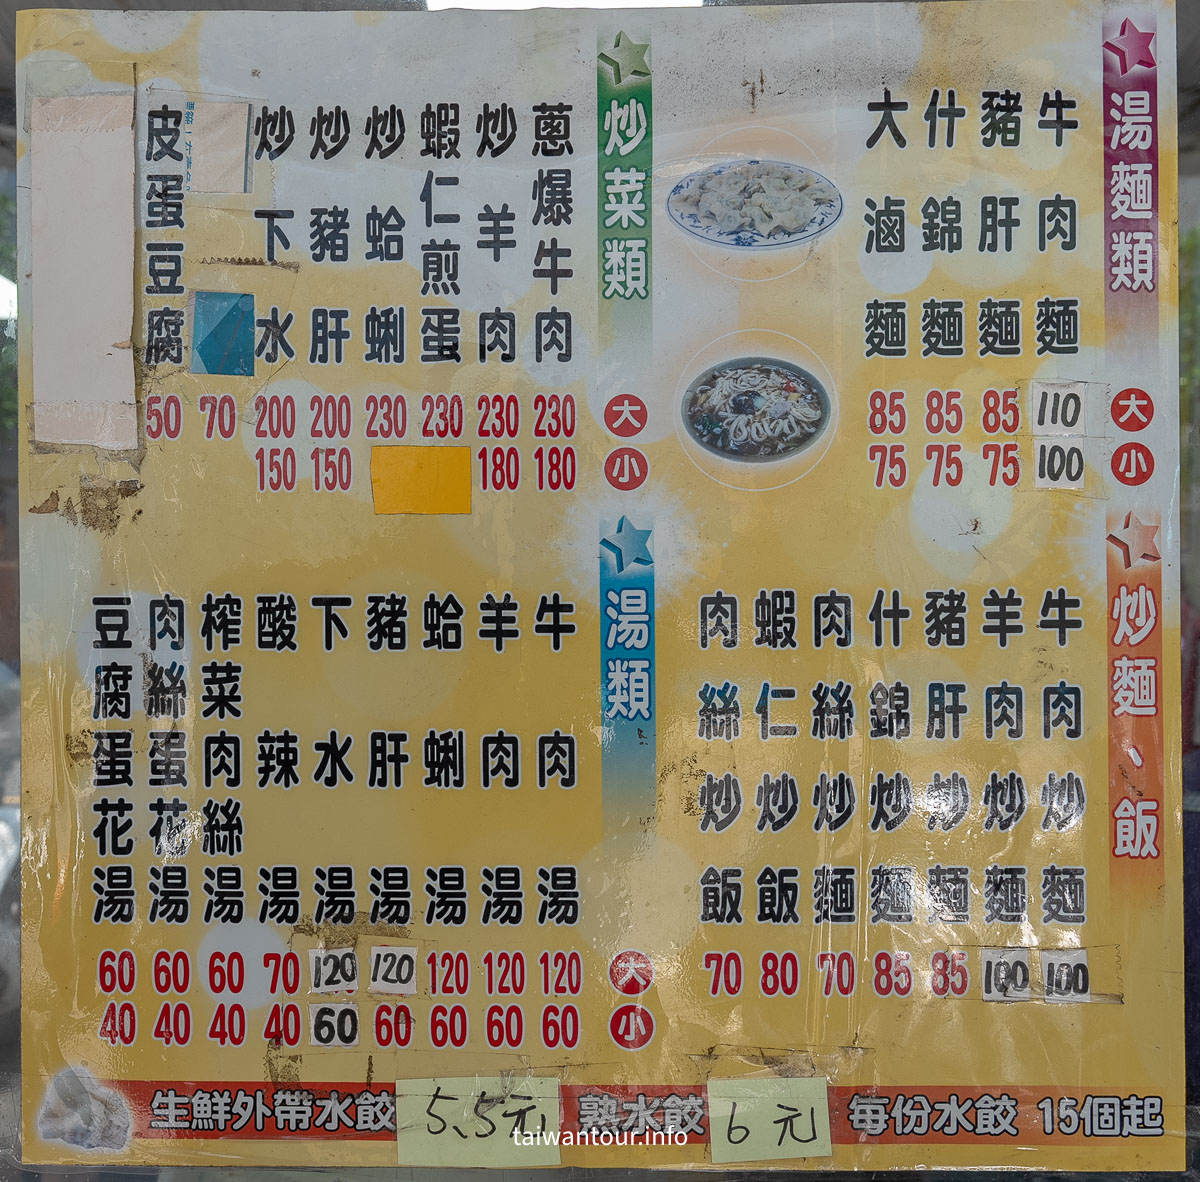 湯麵類 大 小
牛肉麵 110 100
豬肝麵 85 75
什錦麵 85 75
大滷麵 85 75
炒麵、飯
牛肉炒麵 100
羊肉炒麵 100
豬肝炒麵 85
什錦炒麵 85
肉絲炒麵 70
蝦仁炒飯 80
肉絲炒飯 70
炒菜類 大 小
蔥爆牛肉 230 180
炒羊肉 230 180
蝦仁煎蛋 230
炒蛤蜊 230
炒豬肝 200 150
炒下水 200 150
70
皮蛋豆腐 50
湯類 大 小
牛肉湯 120 60
羊肉湯 120 60
蛤蜊湯 120 60
豬肝湯 120 60
下水湯 120 60
酸辣湯 70 40
榨菜肉絲湯 60 40
肉絲蛋花湯 60 40
豆腐蛋花湯 60 40
生鮮外帶水餃 5.5元 熟水餃 6元 每份水餃 15個起
taiwantour.info